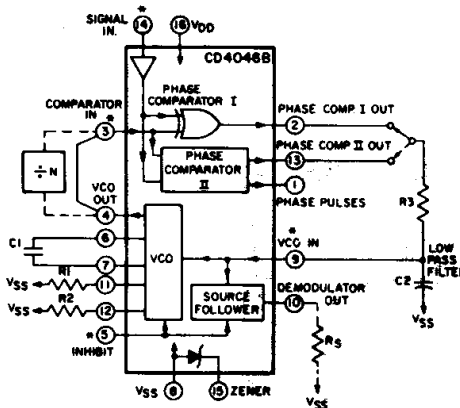 *
SIGNAL IN.
14
16
VDD
CD4046B
PHASE COMPARATOR I
COMPARATOR IN
*
3
2
PHASE COMP I OUT
PHASE COMP II OUT
13
PHASE COMPARATOR II
1
PHASE PULSES
÷N
VCO OUT
4
R3
*
VCO IN
9
6
C1
7
VCO
LOW PASS FILTER
C2
VSS
VSS
R1
11
SOURCE FOLLOWER
DEMODULATOR OUT
10
VSS
R2
12
*
5
INHIBIT
RS
VSS
8
15
ZENER
VSS